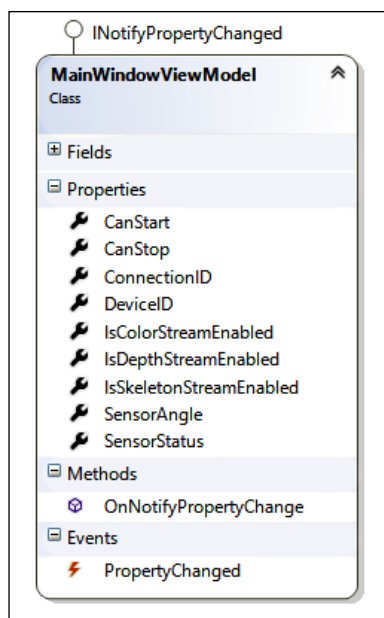 INotifyPropertyChanged
MainWindowViewModel
Class
Fields
Properties
CanStart
CanStop
ConnectionID
DeviceID
IsColorStreamEnabled
IsDepthStreamEnabled
IsSkeletonStreamEnabled
SensorAngle
SensorStatus
Methods
OnNotifyPropertyChange
Events
PropertyChanged